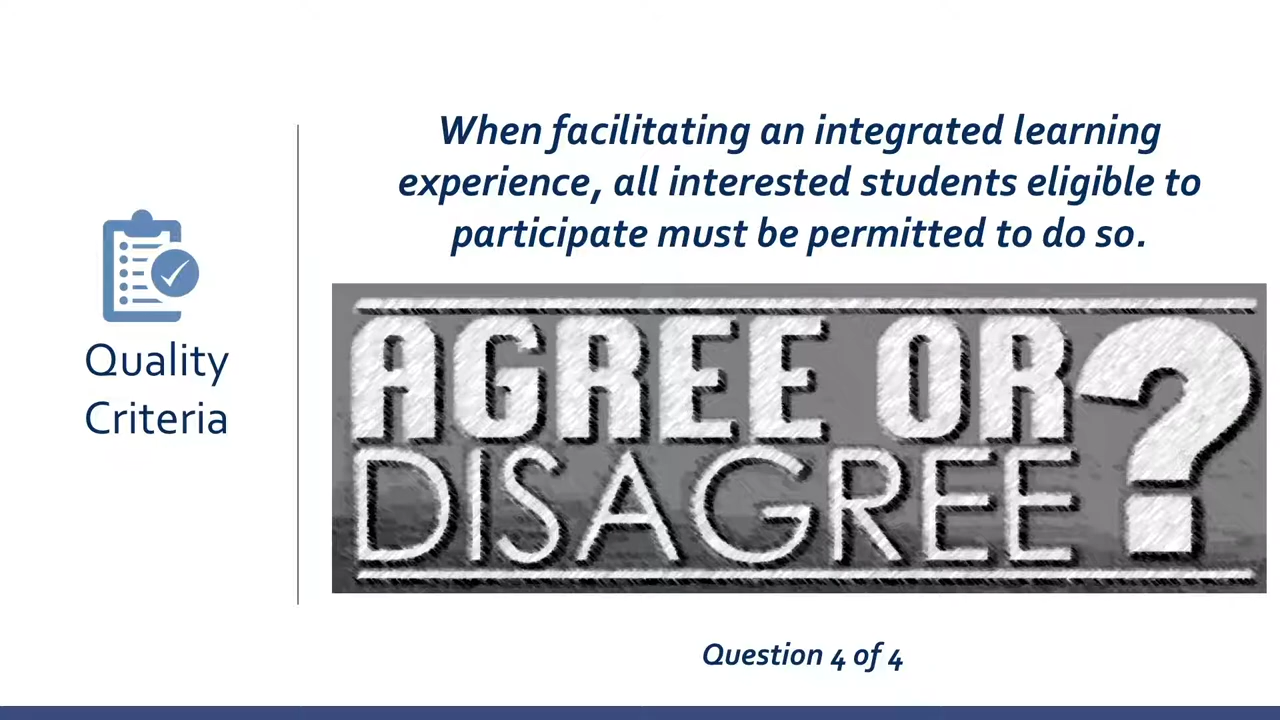 When facilitating an integrated learning
experience, all interested students eligible to
participate must be permitted to do so.
Quality
Criteria
AGREE OR
DISAGREE?
Question 4 of 4